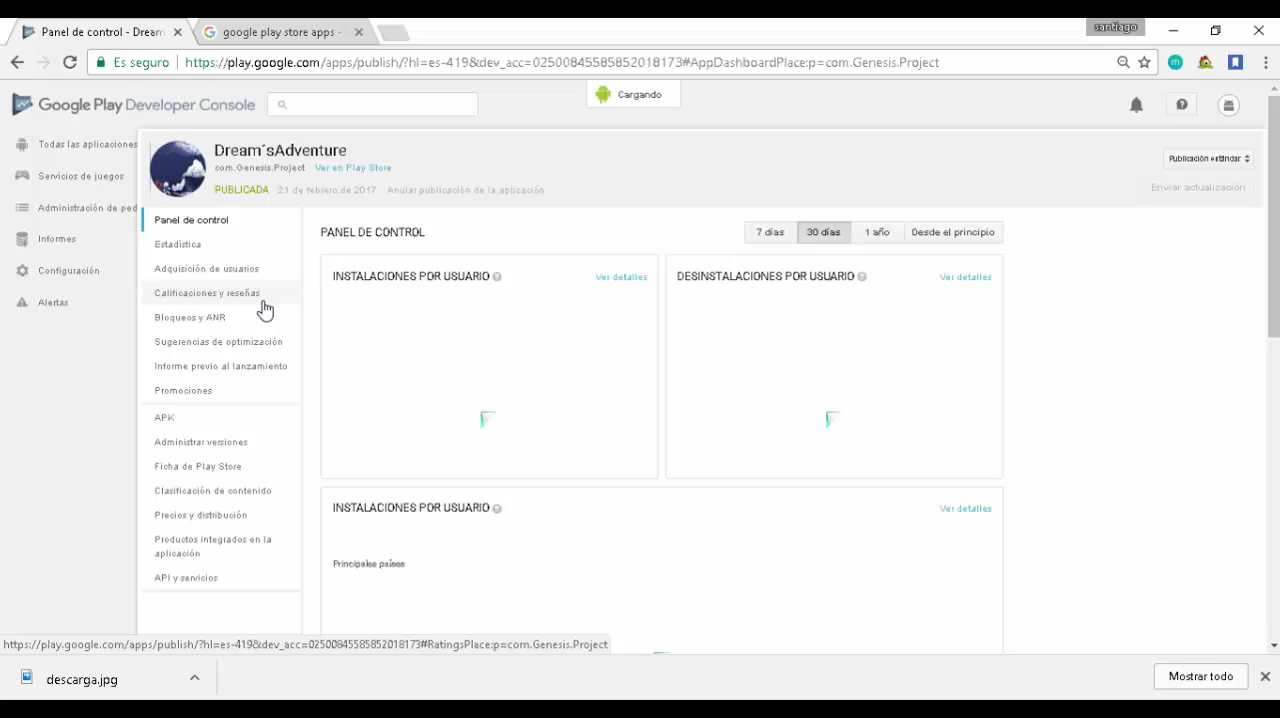 santiago
Panel de control - Dream
google play store apps -
Es seguro
https://play.google.com/apps/publish/?hl=es-419&dev_acc=02500845585852018173#AppDashboardPlace:p=com.Genesis.Project
Google Play Developer Console
Cargando
Todas las aplicaciones
Servicios de juegos
Administración de ped
Informes
Configuración
Alertas
Dream´sAdventure
com.Genesis.Project Ver en Play Store
PUBLICADA 21 de febrero de 2017 Anular publicación de la aplicación
Publicación estándar
Enviar actualización
Panel de control
Estadística
Adquisición de usuarios
Calificaciones y reseñas
Bloqueos y ANR
Sugerencias de optimización
Informe previo al lanzamiento
Promociones
APK
Administrar versiones
Ficha de Play Store
Clasificación de contenido
Precios y distribución
Productos integrados en la
aplicación
API y servicios
PANEL DE CONTROL
7 días 30 días 1 año Desde el principio
INSTALACIONES POR USUARIO Ver detalles
DESINSTALACIONES POR USUARIO Ver detalles
INSTALACIONES POR USUARIO Ver detalles
Principales países
https://play.google.com/apps/publish/?hl=es-419&dev_acc=02500845585852018173#RatingsPlace:p=com.Genesis.Project
descarga.jpg
Mostrar todo